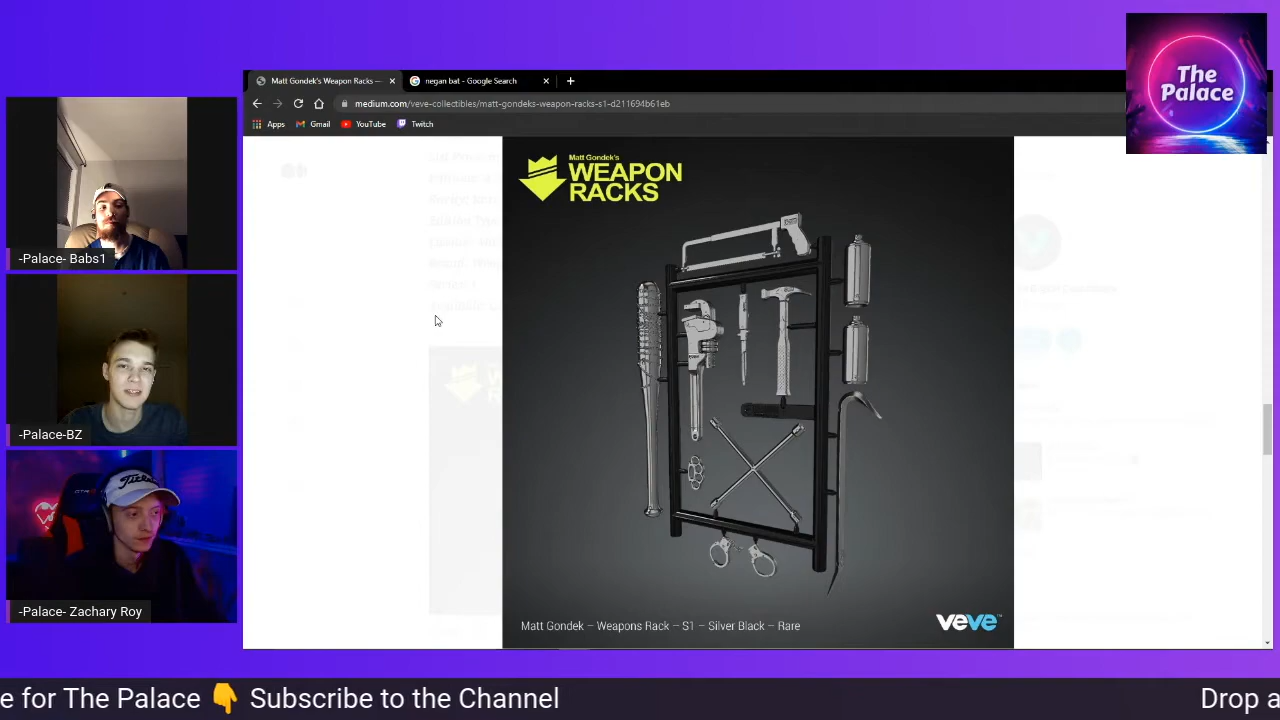 Matt Gondek's Weapon Racks —
negan bat - Google Search
medium.com/veve-collectibles/matt-gondeks-weapon-racks-s1-d211694b61eb
Apps Gmail YouTube Twitch
The
Palace
Matt Gondek's
WEAPON
RACKS
-Palace- Babs1
-Palace-BZ
-Palace- Zachary Roy
Matt Gondek – Weapons Rack – S1 – Silver Black – Rare
veve
e for The Palace 👇 Subscribe to the Channel
Drop a